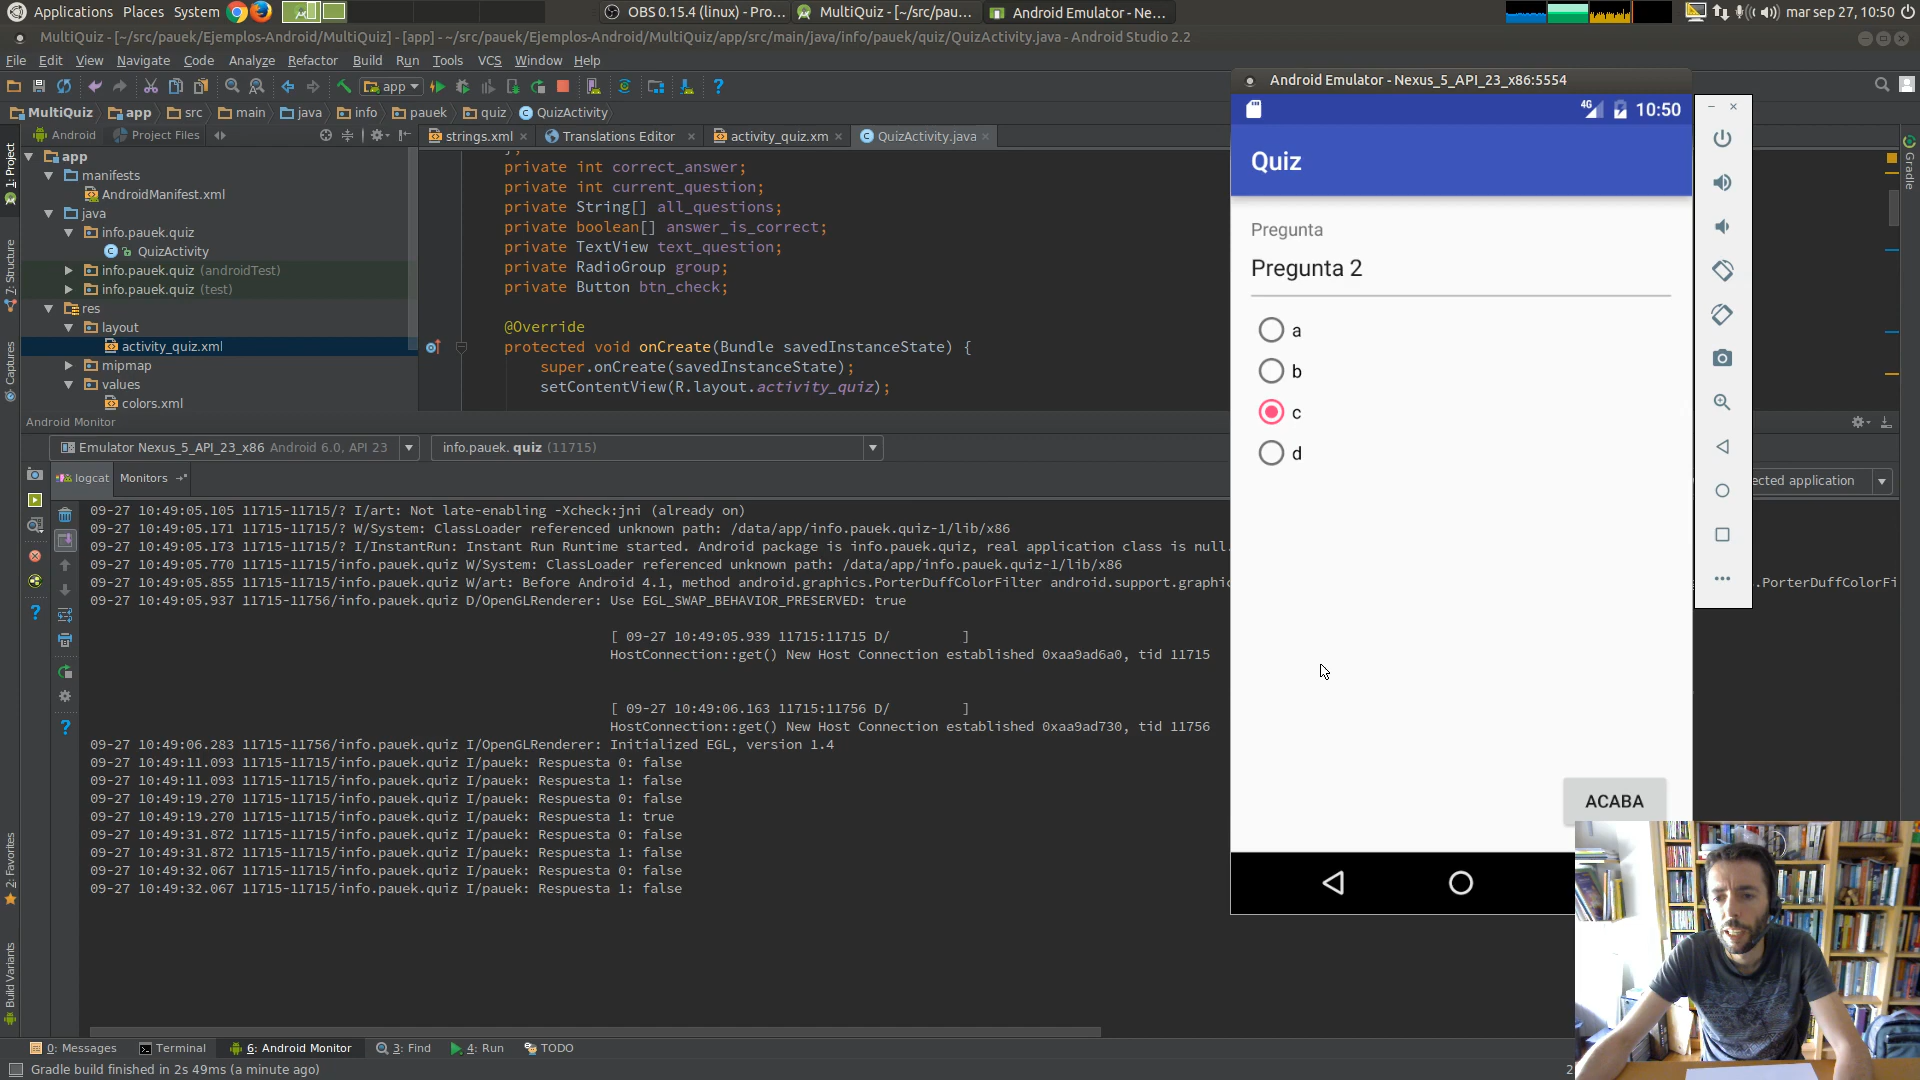 Applications Places System
OBS 0.15.4 (linux) - Pro...
MultiQuiz - [~/src/pau...
Android Emulator - Ne...
mar sep 27, 10:50
MultiQuiz - [~/src/pauek/Ejemplos-Android/MultiQuiz] - [app] - ~/src/pauek/Ejemplos-Android/MultiQuiz/app/src/main/java/info/pauek/quiz/QuizActivity.java - Android Studio 2.2
File Edit View Navigate Code Analyze Refactor Build Run Tools VCS Window Help
app
MultiQuiz app src main java info pauek quiz QuizActivity
Android Project Files
strings.xml Translations Editor activity_quiz.xm QuizActivity.java
1: Project
7: Structure
Captures
2: Favorites
Build Variants
Gradle
app
manifests
AndroidManifest.xml
java
info.pauek.quiz
QuizActivity
info.pauek.quiz (androidTest)
info.pauek.quiz (test)
res
layout
activity_quiz.xml
mipmap
values
colors.xml
};
private int correct_answer;
private int current_question;
private String[] all_questions;
private boolean[] answer_is_correct;
private TextView text_question;
private RadioGroup group;
private Button btn_check;
@Override
protected void onCreate(Bundle savedInstanceState) {
super.onCreate(savedInstanceState);
setContentView(R.layout.activity_quiz);
Android Monitor
Emulator Nexus_5_API_23_x86 Android 6.0, API 23
info.pauek.quiz (11715)
logcat Monitors
ected application
09-27 10:49:05.105 11715-11715/? I/art: Not late-enabling -Xcheck:jni (already on)
09-27 10:49:05.171 11715-11715/? W/System: ClassLoader referenced unknown path: /data/app/info.pauek.quiz-1/lib/x86
09-27 10:49:05.173 11715-11715/? I/InstantRun: Instant Run Runtime started. Android package is info.pauek.quiz, real application class is null.
09-27 10:49:05.770 11715-11715/info.pauek.quiz W/System: ClassLoader referenced unknown path: /data/app/info.pauek.quiz-1/lib/x86
09-27 10:49:05.855 11715-11715/info.pauek.quiz W/art: Before Android 4.1, method android.graphics.PorterDuffColorFilter android.support.graphic .PorterDuffColorFi
09-27 10:49:05.937 11715-11756/info.pauek.quiz D/OpenGLRenderer: Use EGL_SWAP_BEHAVIOR_PRESERVED: true
[ 09-27 10:49:05.939 11715:11715 D/ ]
HostConnection::get() New Host Connection established 0xaa9ad6a0, tid 11715
[ 09-27 10:49:06.163 11715:11756 D/ ]
HostConnection::get() New Host Connection established 0xaa9ad730, tid 11756
09-27 10:49:06.283 11715-11756/info.pauek.quiz I/OpenGLRenderer: Initialized EGL, version 1.4
09-27 10:49:11.093 11715-11715/info.pauek.quiz I/pauek: Respuesta 0: false
09-27 10:49:11.093 11715-11715/info.pauek.quiz I/pauek: Respuesta 1: false
09-27 10:49:19.270 11715-11715/info.pauek.quiz I/pauek: Respuesta 0: false
09-27 10:49:19.270 11715-11715/info.pauek.quiz I/pauek: Respuesta 1: true
09-27 10:49:31.872 11715-11715/info.pauek.quiz I/pauek: Respuesta 0: false
09-27 10:49:31.872 11715-11715/info.pauek.quiz I/pauek: Respuesta 1: false
09-27 10:49:32.067 11715-11715/info.pauek.quiz I/pauek: Respuesta 0: false
09-27 10:49:32.067 11715-11715/info.pauek.quiz I/pauek: Respuesta 1: false
Android Emulator - Nexus_5_API_23_x86:5554
4G 10:50
Quiz
Pregunta
Pregunta 2
a
b
c
d
ACABA
0: Messages Terminal 6: Android Monitor 3: Find 4: Run TODO
Gradle build finished in 2s 49ms (a minute ago)
2